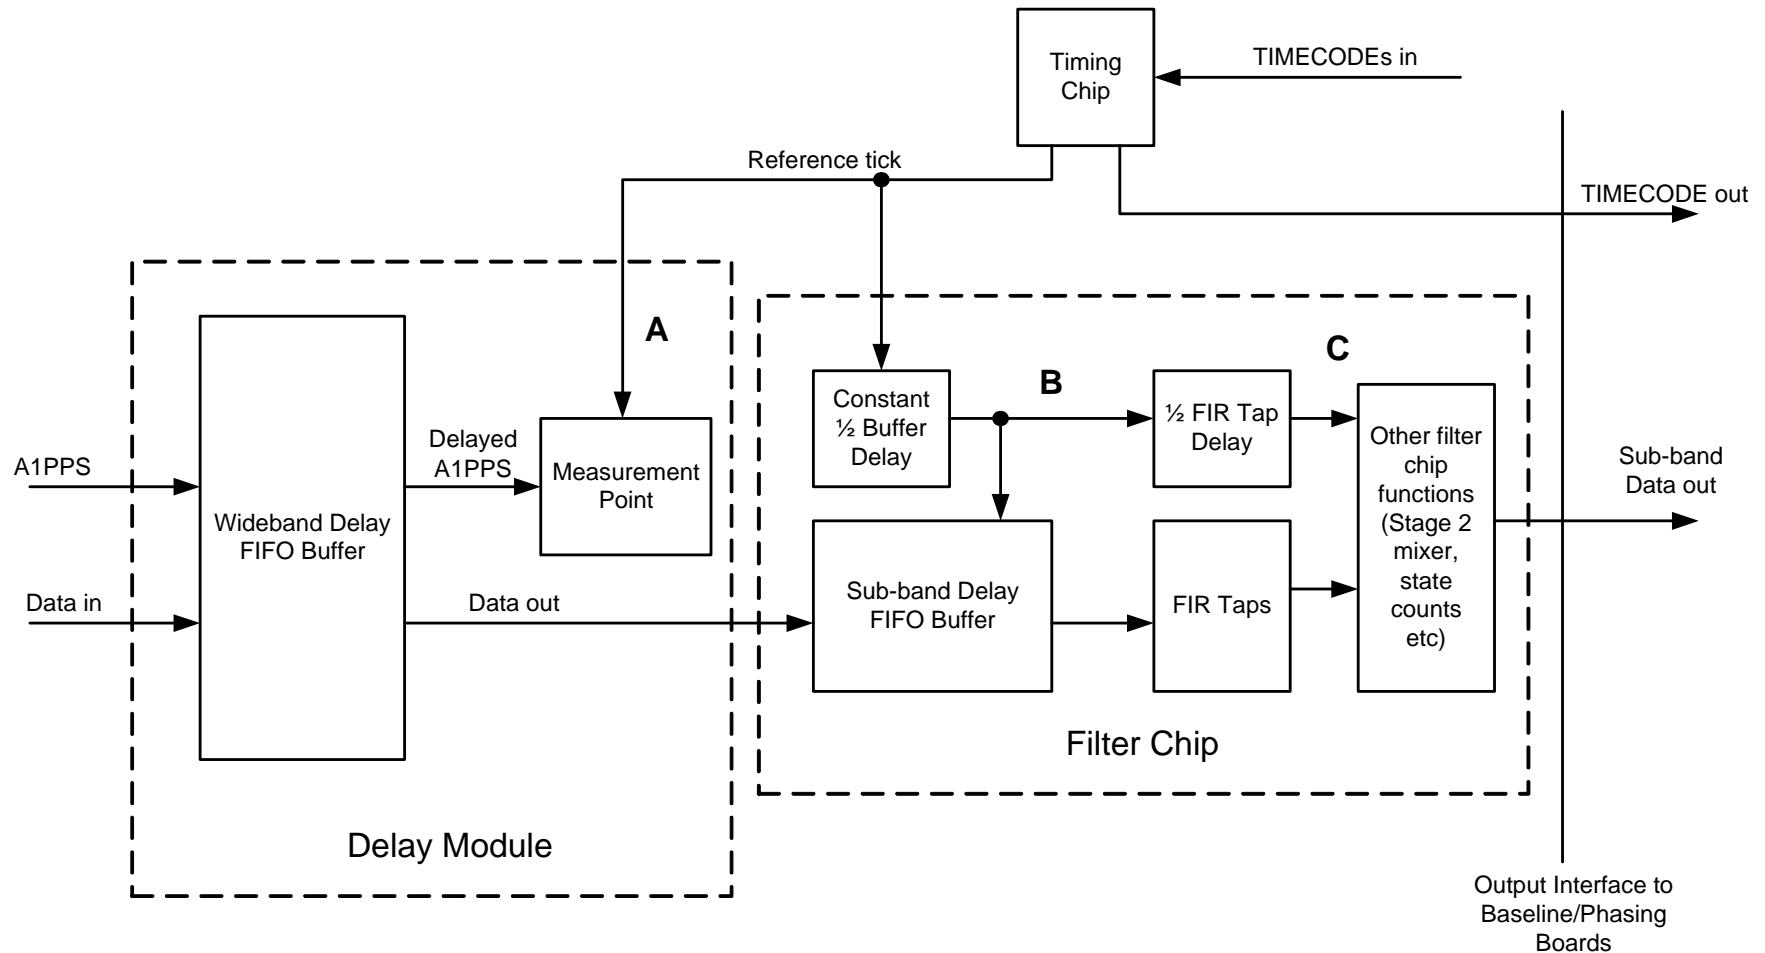 Timing
Chip
TIMECODEs in
Reference tick
TIMECODE out
A
B
C
A1PPS
Data in
Wideband Delay
FIFO Buffer
Delayed
A1PPS
Measurement
Point
Data out
Constant
½ Buffer
Delay
½ FIR Tap
Delay
Sub-band Delay
FIFO Buffer
FIR Taps
Other filter
chip
functions
(Stage 2
mixer,
state
counts
etc)
Sub-band
Data out
Filter Chip
Delay Module
Output Interface to
Baseline/Phasing
Boards